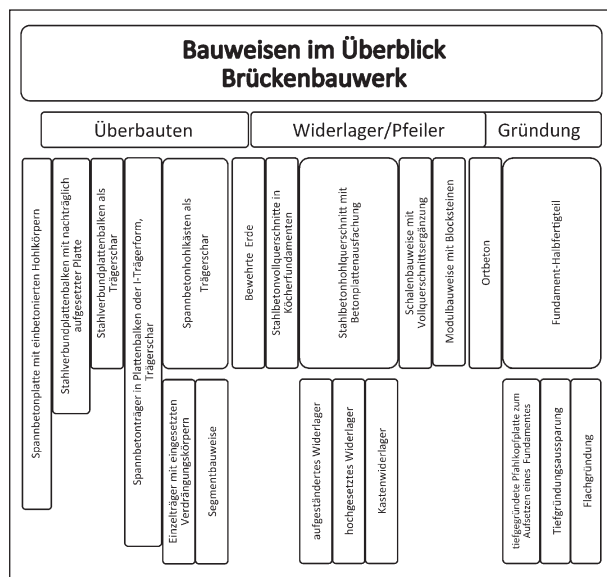 Bauweisen im Überblick
Brückenbauwerk
Überbauten
Widerlager/Pfeiler
Gründung
Spannbetonplatte mit einbetonierten Hohlkörpern
Stahlverbundplattenbalken mit nachträglich
aufgesetzter Platte
Stahlverbundplattenbalken als
Trägerschar
Spannbetonträger in Plattenbalken oder I-Trägerform,
Trägerschar
Spannbetonhohlkästen als
Trägerschar
Einzelträger mit eingesetzten
Verdrängungskörpern
Segmentbauweise
Bewehrte Erde
Stahlbetonvollquerschnitte in
Köcherfundamenten
Stahlbetonhohlquerschnitt mit
Betonplattenausfachung
aufgeständertes Widerlager
hochgesetztes Widerlager
Kastenwiderlager
Schalenbauweise mit
Vollquerschnittsergänzung
Modulbauweise mit Blocksteinen
Ortbeton
Fundament-Halbfertigteil
tiefgegründete Pfahlkopfplatte zum
Aufsetzen eines Fundamentes
Tiefgründungsaussparung
Flachgründung